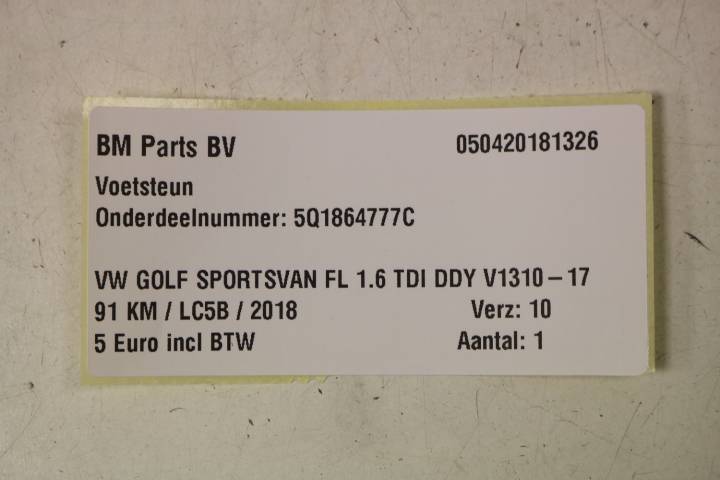 BM Parts BV 050420181326
Voetsteun
Onderdeelnummer: 5Q1864777C
VW GOLF SPORTSVAN FL 1.6 TDI DDY V1310-17
91 KM / LC5B / 2018 Verz: 10
5 Euro incl BTW Aantal: 1